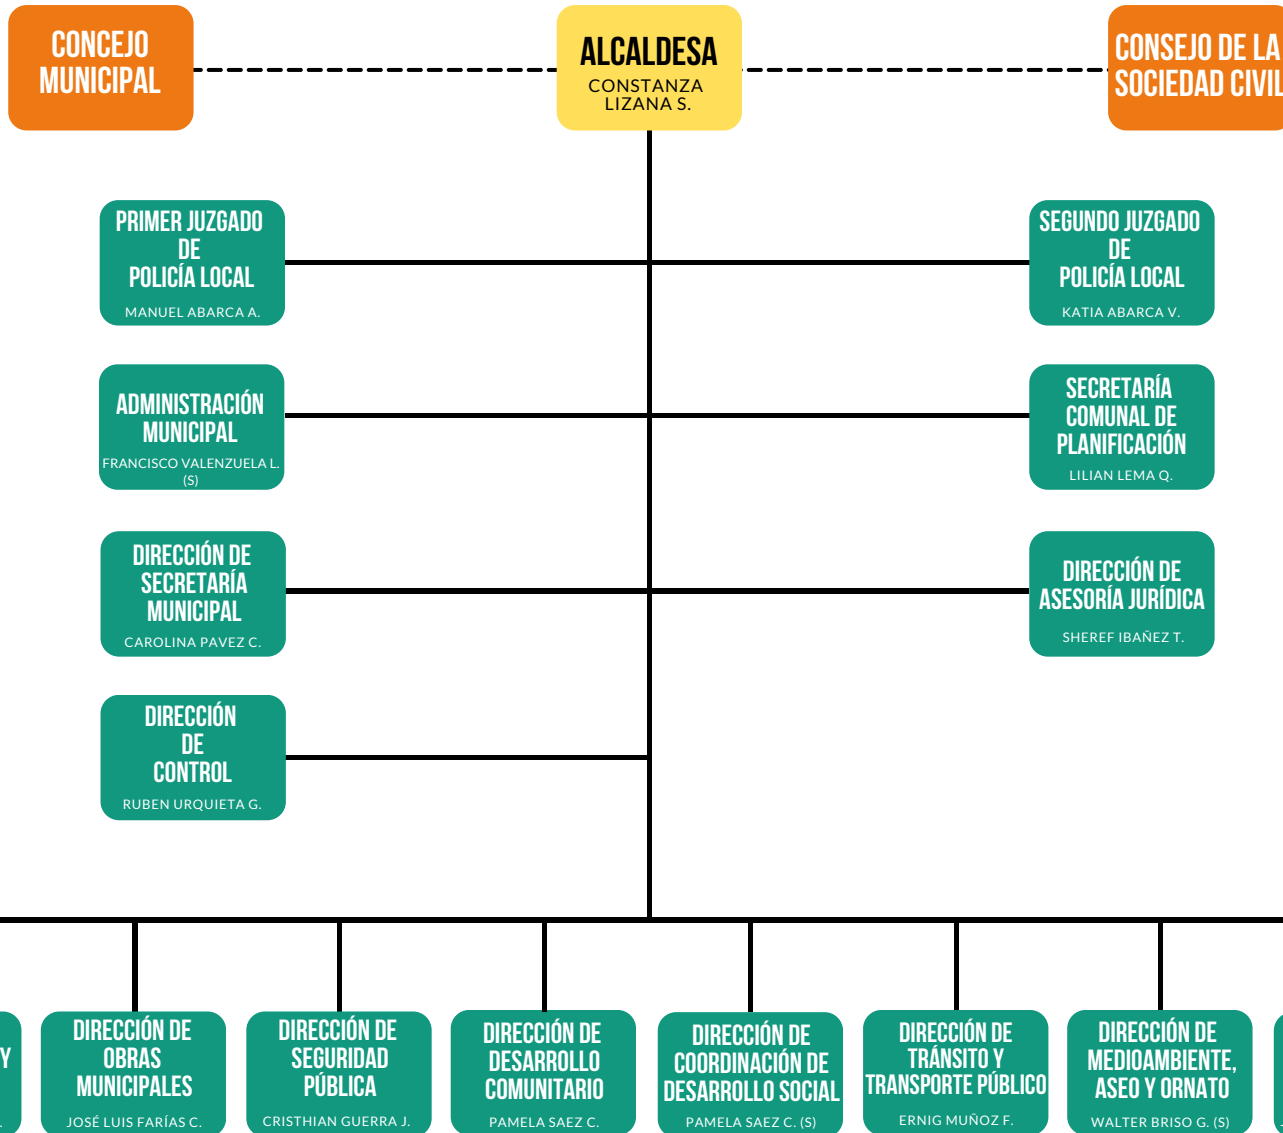 CONCEJO
MUNICIPAL
ALCALDESA
CONSTANZA
LIZANA S.
CONSEJO DE LA
SOCIEDAD CIVIL
PRIMER JUZGADO
DE
POLICÍA LOCAL
MANUEL ABARCA A.
SEGUNDO JUZGADO
DE
POLICÍA LOCAL
KATIA ABARCA V.
ADMINISTRACIÓN
MUNICIPAL
FRANCISCO VALENZUELA L.
(S)
SECRETARÍA
COMUNAL DE
PLANIFICACIÓN
LILIAN LEMA Q.
DIRECCIÓN DE
SECRETARÍA
MUNICIPAL
CAROLINA PAVEZ C.
DIRECCIÓN DE
ASESORÍA JURÍDICA
SHEREF IBAÑEZ T.
DIRECCIÓN
DE
CONTROL
RUBEN URQUIETA G.
Y
DIRECCIÓN DE
OBRAS
MUNICIPALES
JOSÉ LUIS FARÍAS C.
DIRECCIÓN DE
SEGURIDAD
PÚBLICA
CRISTHIAN GUERRA J.
DIRECCIÓN DE
DESARROLLO
COMUNITARIO
PAMELA SAEZ C.
DIRECCIÓN DE
COORDINACIÓN DE
DESARROLLO SOCIAL
PAMELA SAEZ C. (S)
DIRECCIÓN DE
TRÁNSITO Y
TRANSPORTE PÚBLICO
ERNIG MUÑOZ F.
DIRECCIÓN DE
MEDIOAMBIENTE,
ASEO Y ORNATO
WALTER BRISO G. (S)